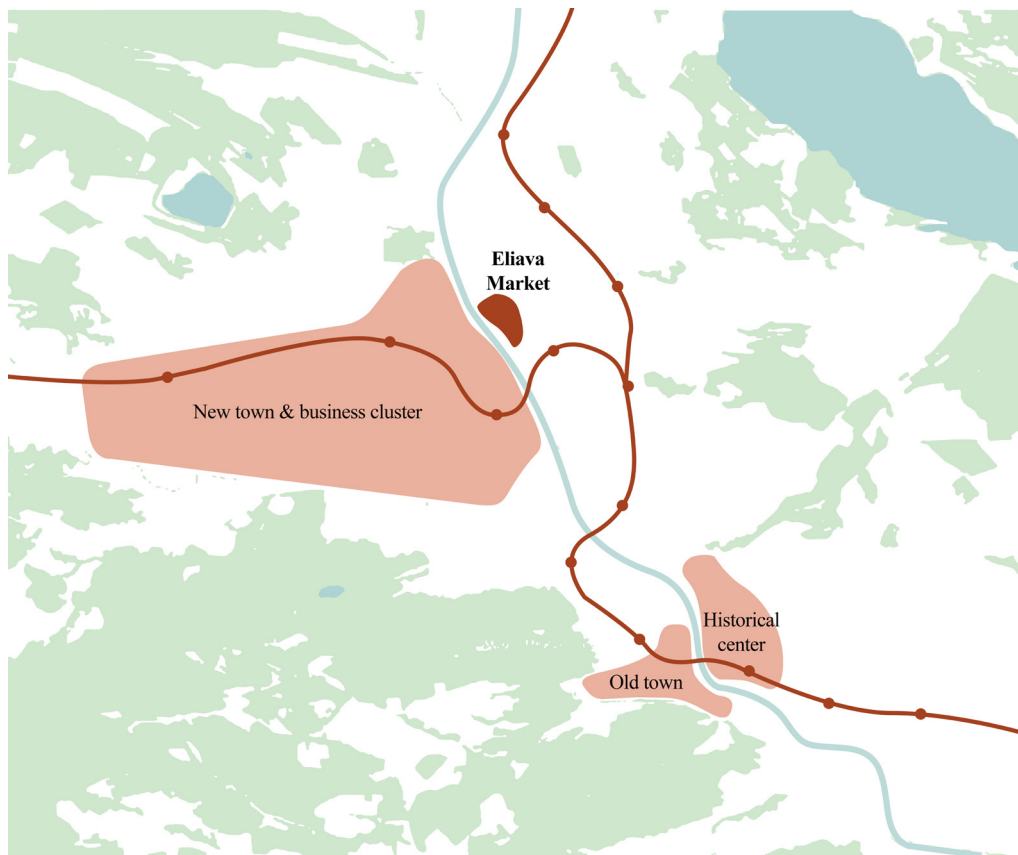 Eliava
Market
New town & business cluster
Historical
center
Old town